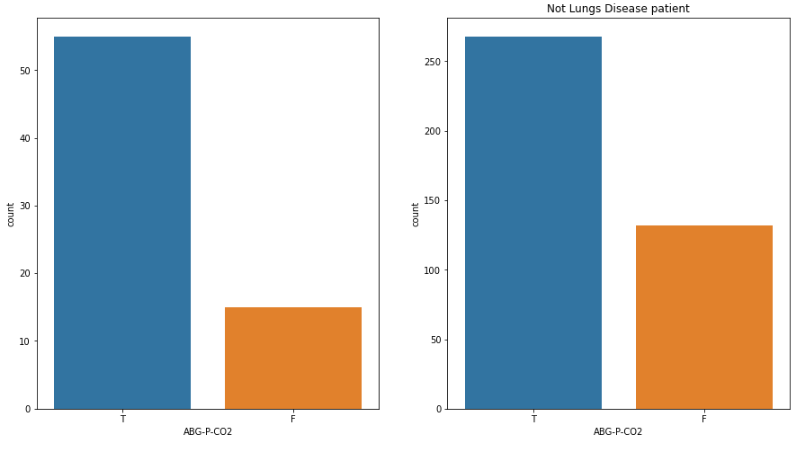 50
40
30
20
10
0
count
T
F
ABG-P-CO2
Not Lungs Disease patient
250
200
150
100
50
0
count
T
F
ABG-P-CO2